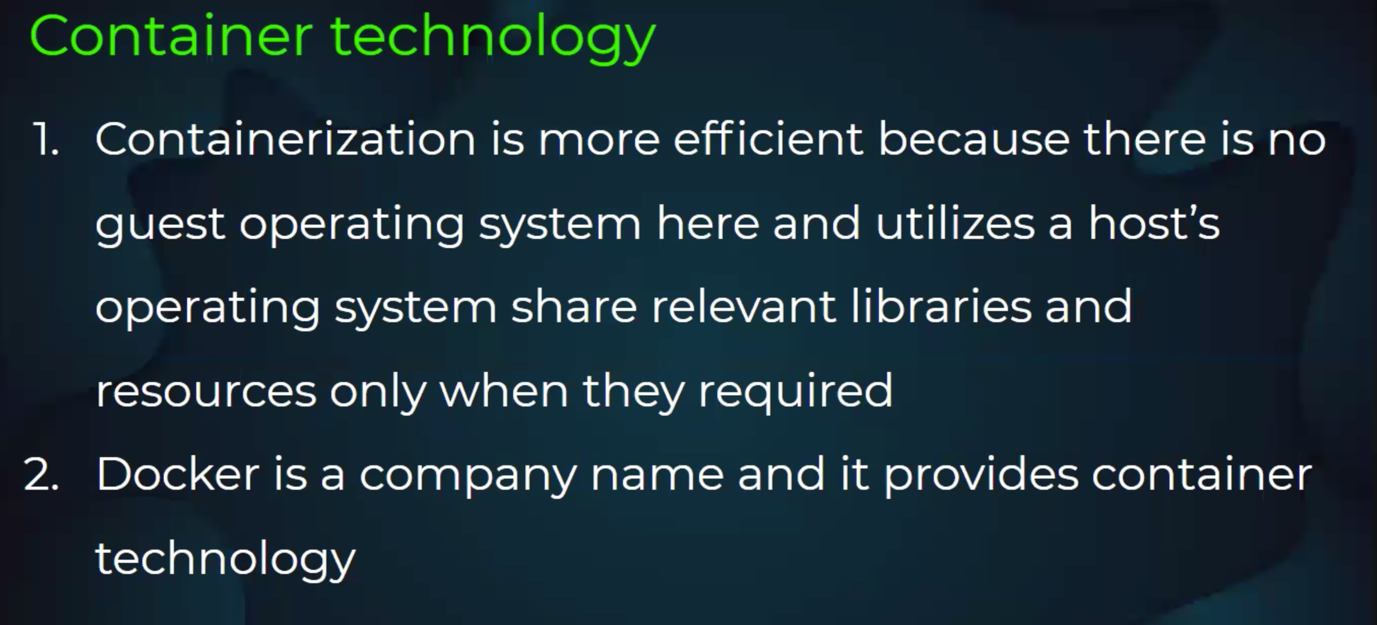 Container technology
1. Containerization is more efficient because there is no
guest operating system here and utilizes a host’s
operating system share relevant libraries and
resources only when they required
2. Docker is a company name and it provides container
technology